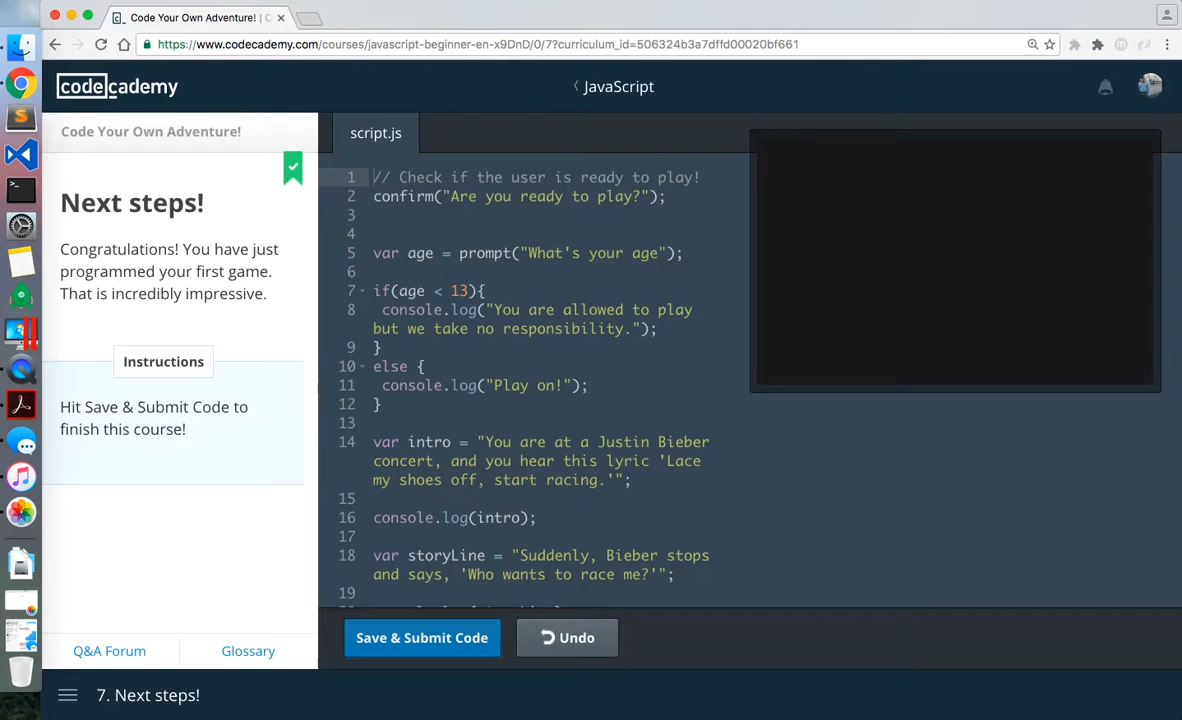 Code Your Own Adventure! | C
https://www.codecademy.com/courses/javascript-beginner-en-x9DnD/0/7?curriculum_id=506324b3a7dffd00020bf661
codecademy
JavaScript
Code Your Own Adventure!
Next steps!
Congratulations! You have just
programmed your first game.
That is incredibly impressive.
Instructions
Hit Save & Submit Code to
finish this course!
Q&A Forum
Glossary
script.js
1 // Check if the user is ready to play!
2 confirm("Are you ready to play?");
3
4
5 var age = prompt("What's your age");
6
7 if(age < 13){
8 console.log("You are allowed to play
but we take no responsibility.");
9 }
10 else {
11 console.log("Play on!");
12 }
13
14 var intro = "You are at a Justin Bieber
concert, and you hear this lyric 'Lace
my shoes off, start racing.'";
15
16 console.log(intro);
17
18 var storyLine = "Suddenly, Bieber stops
and says, 'Who wants to race me?'";
19
Save & Submit Code
Undo
7. Next steps!